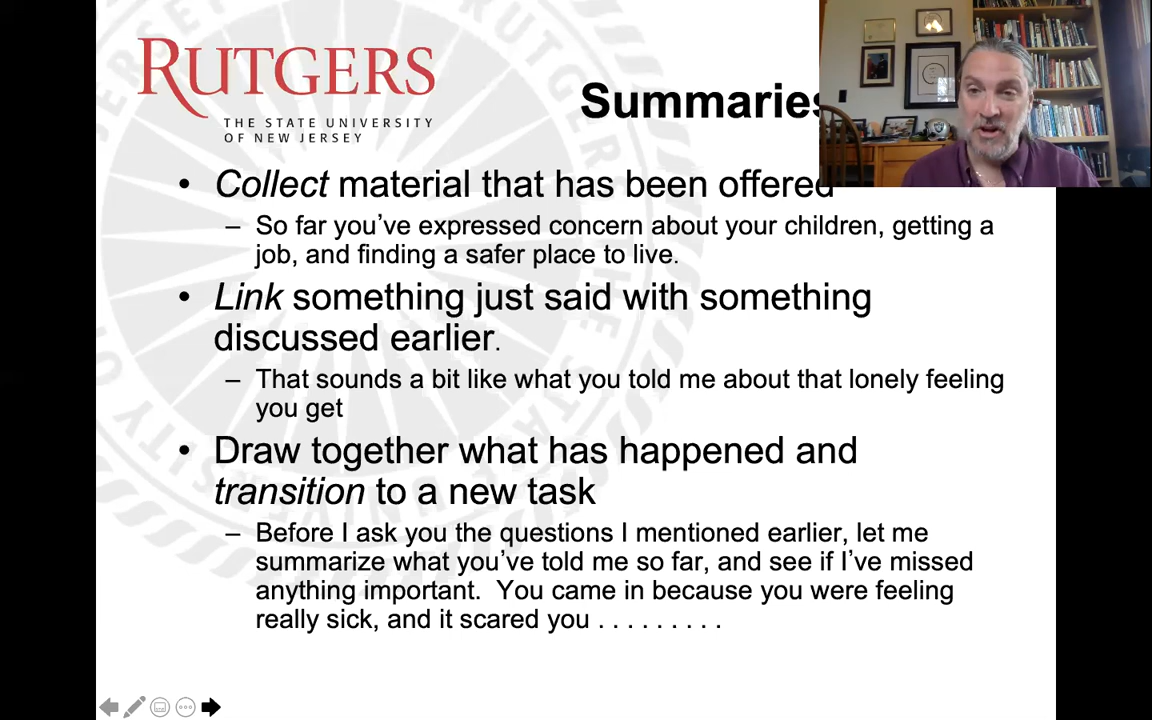 RUTGERS
THE STATE UNIVERSITY
OF NEW JERSEY
Summaries
• Collect material that has been offered
– So far you’ve expressed concern about your children, getting a
job, and finding a safer place to live.
• Link something just said with something
discussed earlier.
– That sounds a bit like what you told me about that lonely feeling
you get
• Draw together what has happened and
transition to a new task
– Before I ask you the questions I mentioned earlier, let me
summarize what you’ve told me so far, and see if I’ve missed
anything important.  You came in because you were feeling
really sick, and it scared you . . . . . . . . .